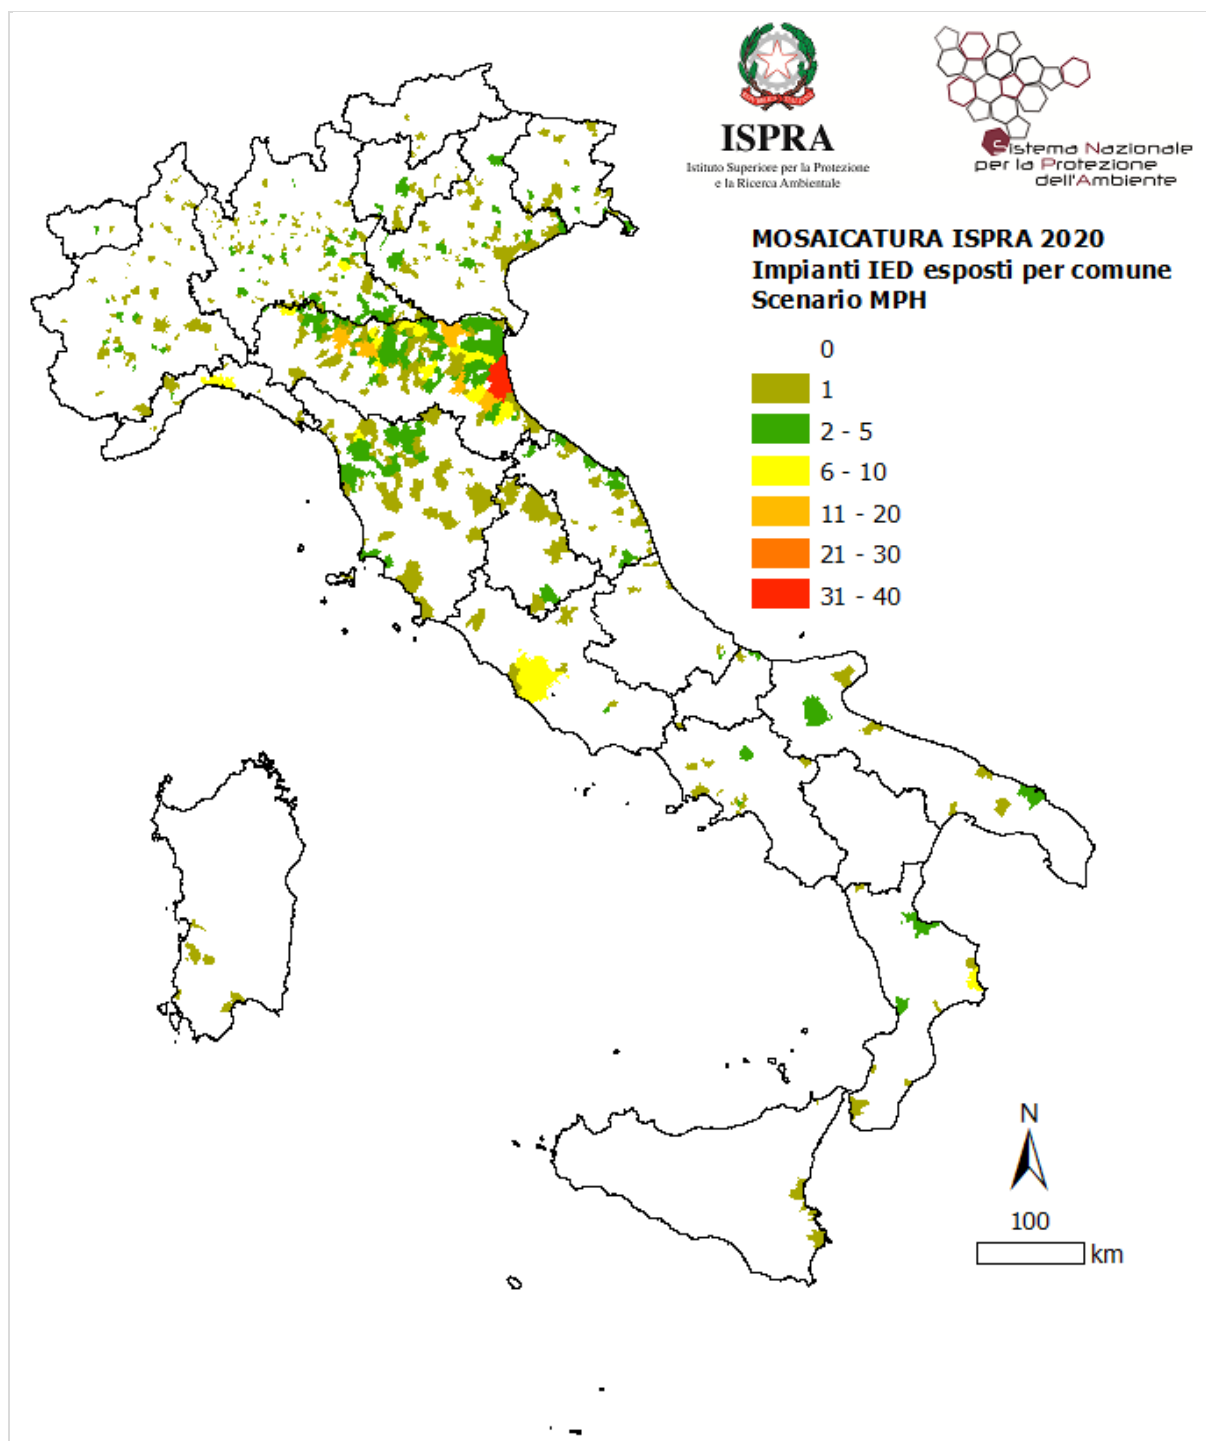 ISPRA
Istituto Superiore per la Protezione
e la Ricerca Ambientale
Sistema Nazionale
per la Protezione
dell'Ambiente
MOSAICATURA ISPRA 2020
Impianti IED esposti per comune
Scenario MPH
0
1
2 - 5
6 - 10
11 - 20
21 - 30
31 - 40
N
100
km